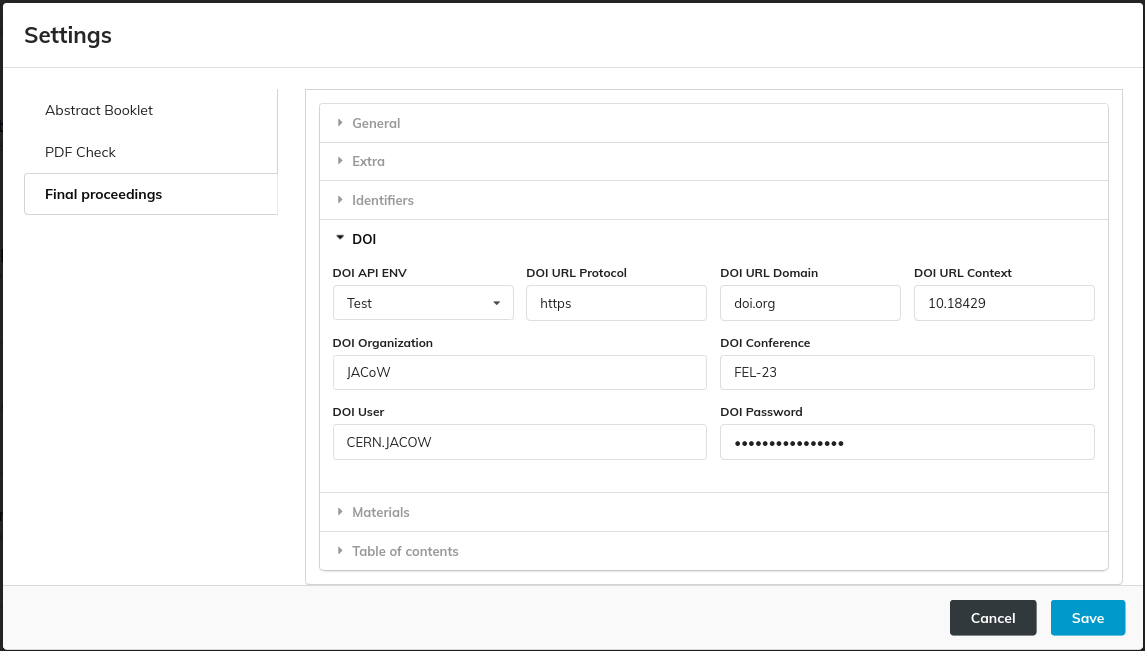 Settings
Abstract Booklet
PDF Check
Final proceedings
General
Extra
Identifiers
DOI
DOI API ENV DOI URL Protocol DOI URL Domain DOI URL Context
Test https doi.org 10.18429
DOI Organization DOI Conference
JACoW FEL-23
DOI User DOI Password
CERN.JACOW ••••••••••••••••
Materials
Table of contents
Cancel Save